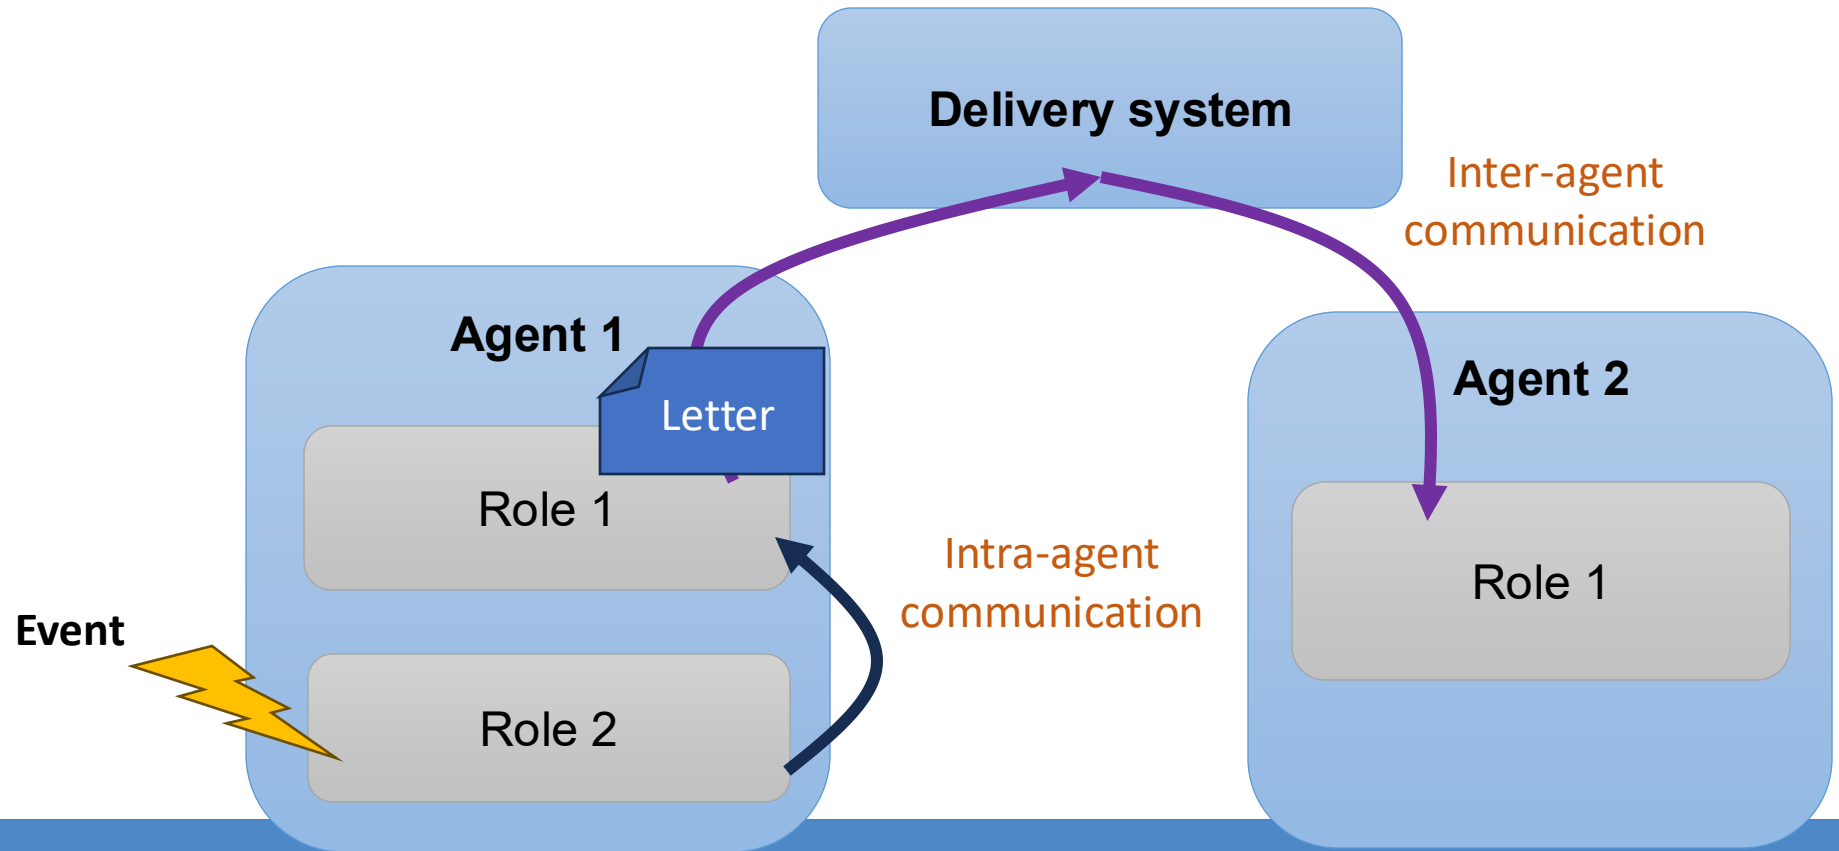 Delivery system
Inter-agent
communication
Agent 1
Letter
Agent 2
Role 1
Intra-agent
communication
Role 1
Event
Role 2